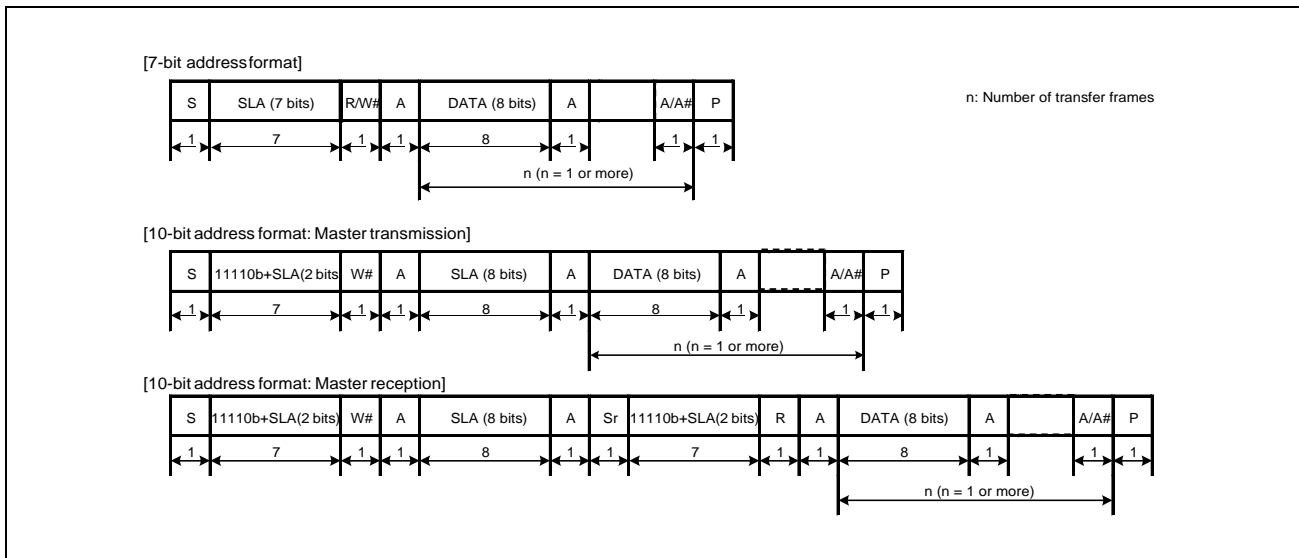 [7-bit address format]
S SLA (7 bits) R/W# A DATA (8 bits) A A/A# P
n: Number of transfer frames
1 7 1 1 8 1 1 1
n (n = 1 or more)
[10-bit address format: Master transmission]
S 11110b+SLA(2 bits W# A SLA (8 bits) A DATA (8 bits) A A/A# P
1 7 1 1 8 1 8 1 1 1
n (n = 1 or more)
[10-bit address format: Master reception]
S 11110b+SLA(2 bits) W# A SLA (8 bits) A Sr 11110b+SLA(2 bits) R A DATA (8 bits) A A/A# P
1 7 1 1 8 1 1 7 1 1 8 1 1 1
n (n = 1 or more)